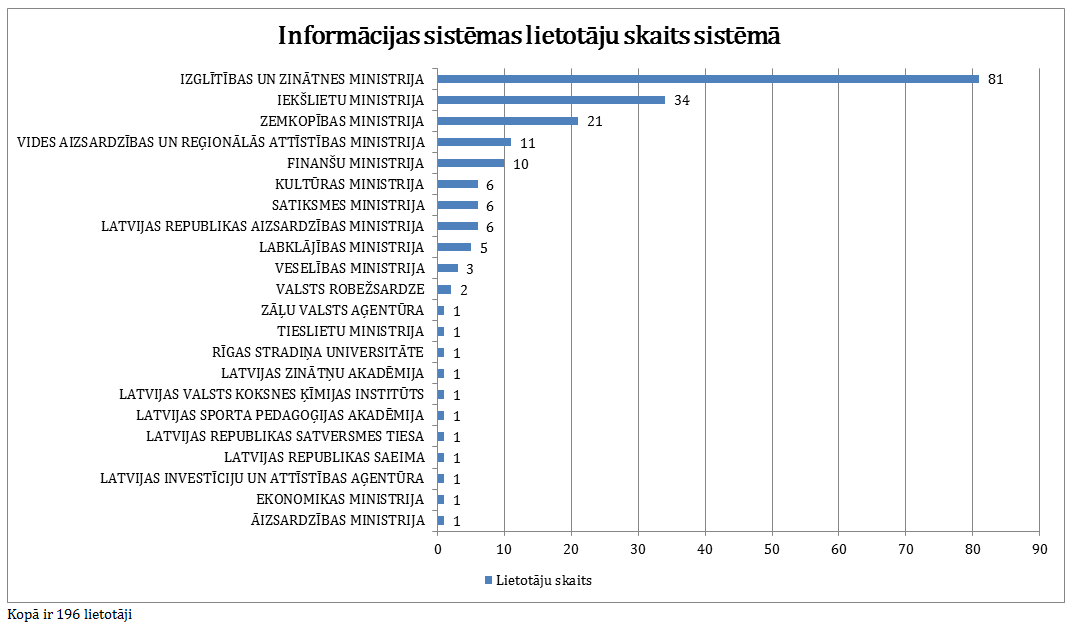 Informācijas sistēmas lietotāju skaits sistēmā
IZGLĪTĪBAS UN ZINĀTNES MINISTRIJA 81
IEKŠLIETU MINISTRIJA 34
ZEMKOPĪBAS MINISTRIJA 21
VIDES AIZSARDZĪBAS UN REĢIONĀLĀS ATTĪSTĪBAS MINISTRIJA 11
FINANŠU MINISTRIJA 10
KULTŪRAS MINISTRIJA 6
SATIKSMES MINISTRIJA 6
LATVIJAS REPUBLIKAS AIZSARDZĪBAS MINISTRIJA 6
LABKLĀJĪBAS MINISTRIJA 5
VESELĪBAS MINISTRIJA 3
VALSTS ROBEŽSARDZE 2
ZĀĻU VALSTS AĢENTŪRA 1
TIESLIETU MINISTRIJA 1
RĪGAS STRADIŅA UNIVERSITĀTE 1
LATVIJAS ZINĀTŅU AKADĒMIJA 1
LATVIJAS VALSTS KOKSNES ĶĪMIJAS INSTITŪTS 1
LATVIJAS SPORTA PEDAGOĢIJAS AKADĒMIJA 1
LATVIJAS REPUBLIKAS SATVERSMES TIESA 1
LATVIJAS REPUBLIKAS SAEIMA 1
LATVIJAS INVESTĪCIJU UN ATTĪSTĪBAS AĢENTŪRA 1
EKONOMIKAS MINISTRIJA 1
ĀIZSARDZĪBAS MINISTRIJA 1
0 10 20 30 40 50 60 70 80 90
Lietotāju skaits
Kopā ir 196 lietotāji